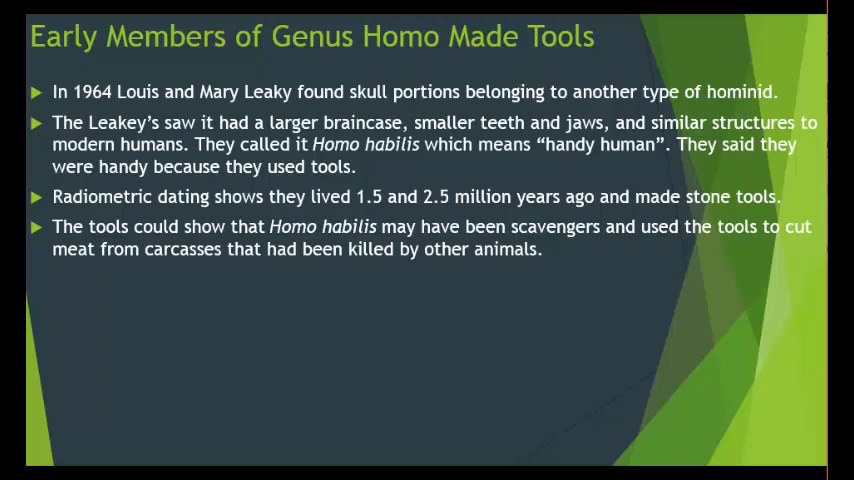 Early Members of Genus Homo Made Tools
In 1964 Louis and Mary Leaky found skull portions belonging to another type of hominid.
The Leakey's saw it had a larger braincase, smaller teeth and jaws, and similar structures to
modern humans. They called it Homo habilis which means “handy human”. They said they
were handy because they used tools.
Radiometric dating shows they lived 1.5 and 2.5 million years ago and made stone tools.
The tools could show that Homo habilis may have been scavengers and used the tools to cut
meat from carcasses that had been killed by other animals.